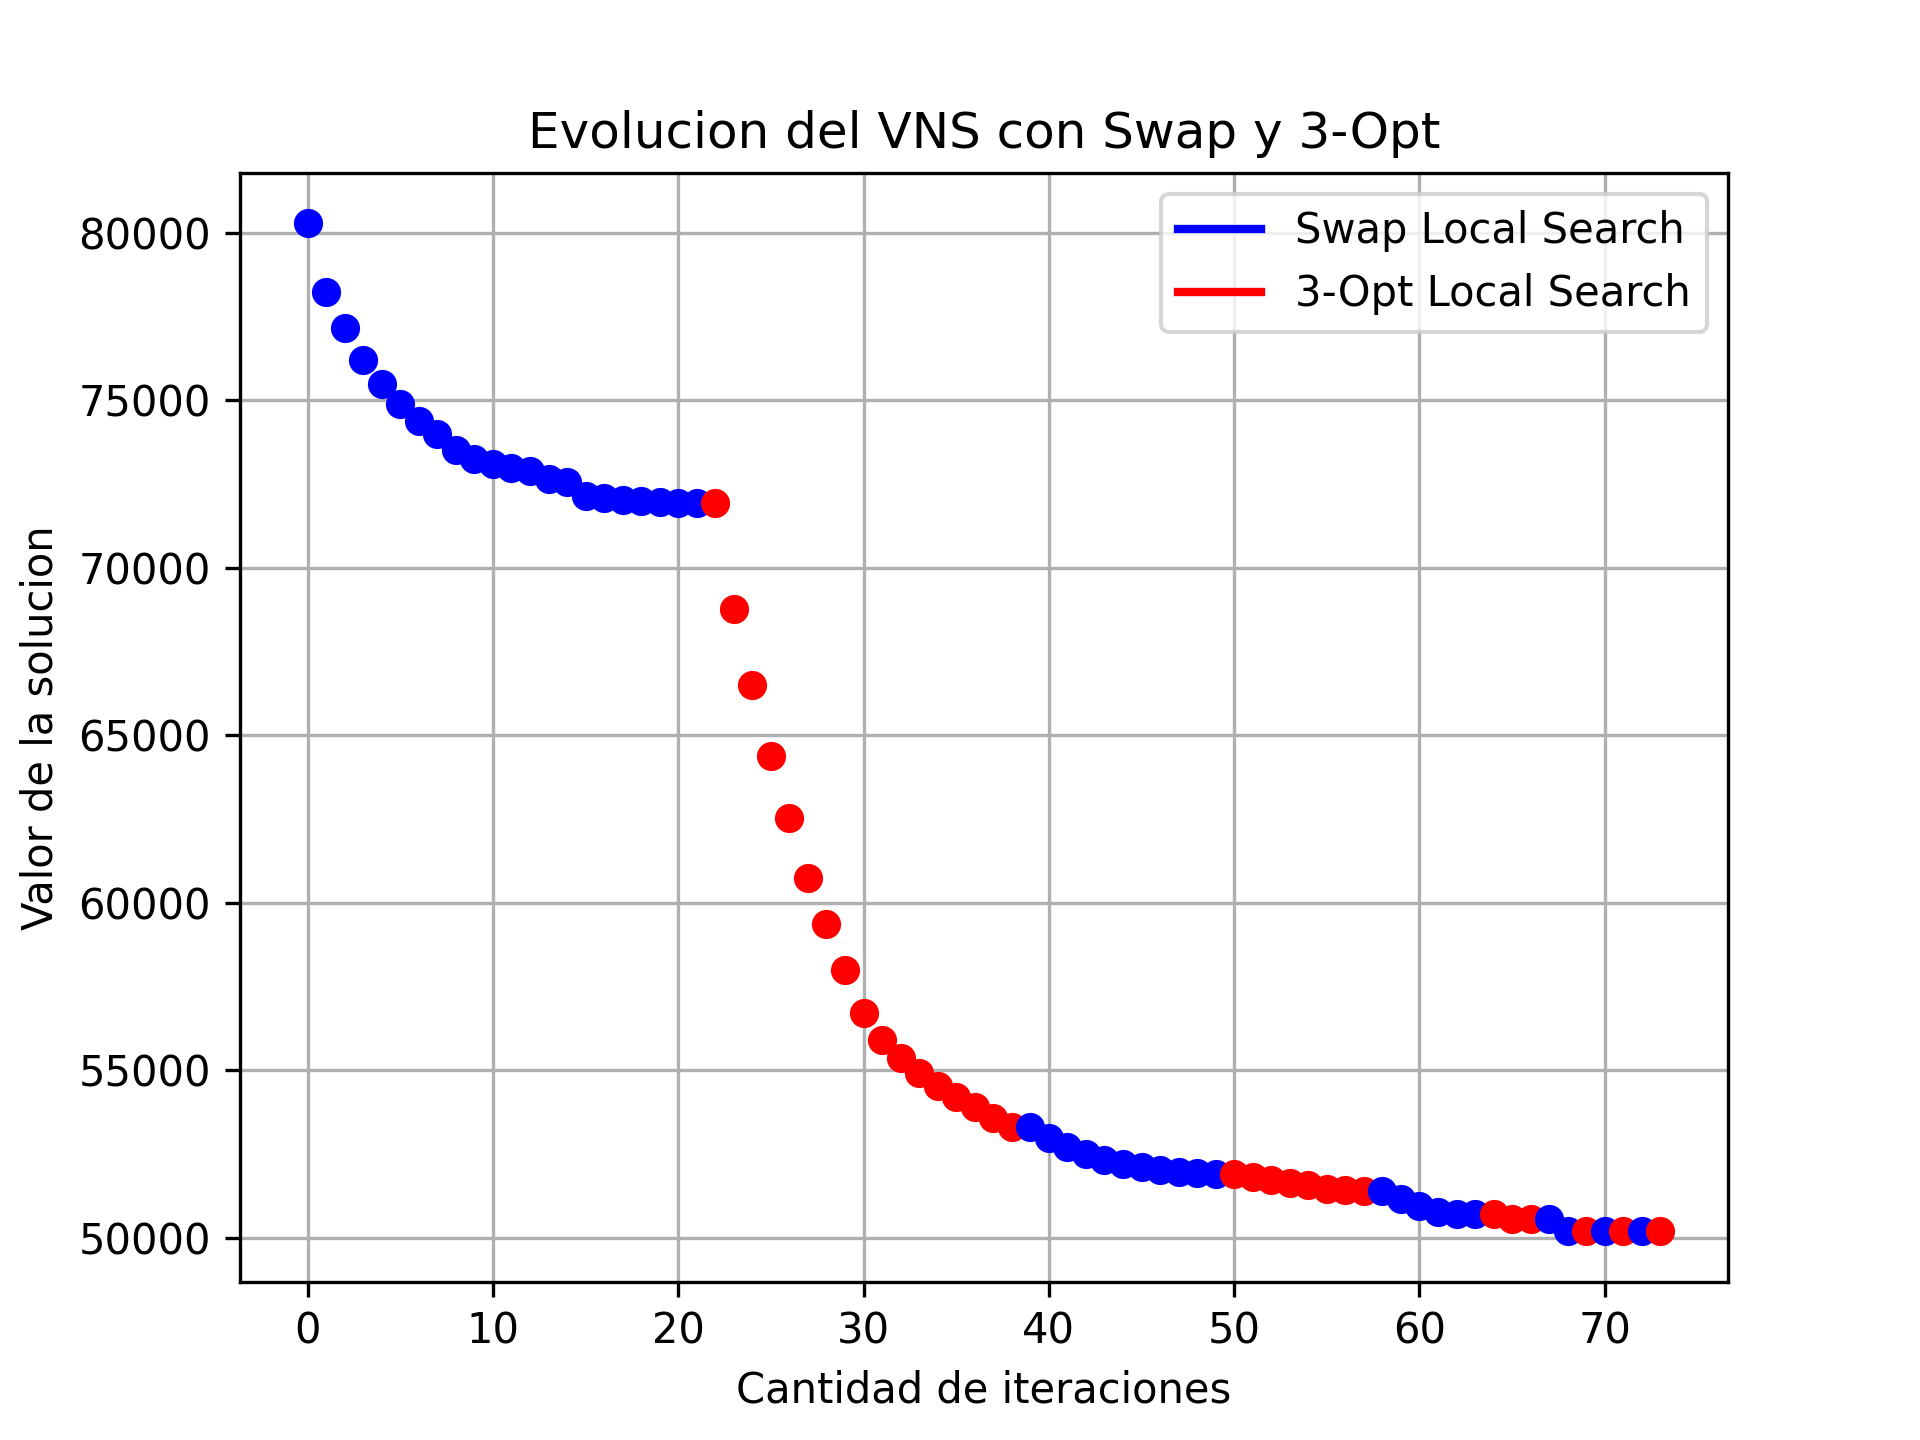 Evolucion del VNS con Swap y 3-Opt
Swap Local Search
3-Opt Local Search
Valor de la solucion
80000
75000
70000
65000
60000
55000
50000
0 10 20 30 40 50 60 70
Cantidad de iteraciones